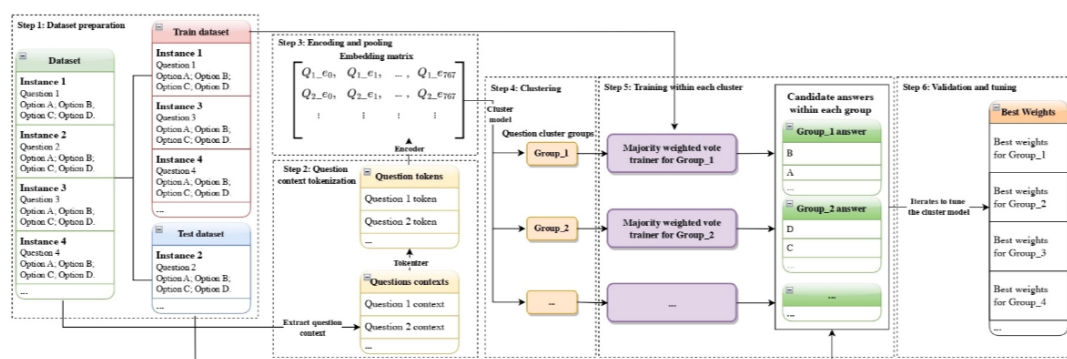 Step 1: Dataset preparation
Dataset
Instance 1
Question 1
Option A; Option B;
Option C; Option D.
Instance 2
Question 2
Option A; Option B;
Option C; Option D.
Instance 3
Question 3
Option A; Option B;
Option C; Option D.
Instance 4
Question 4
Option A; Option B;
Option C; Option D.
...
Train dataset
Instance 1
Question 1
Option A; Option B;
Option C; Option D.
Instance 3
Question 3
Option A; Option B;
Option C; Option D.
Instance 4
Question 4
Option A; Option B;
Option C; Option D.
...
Test dataset
Instance 2
Question 2
Option A; Option B;
Option C; Option D.
...
Extract question
context
Step 2: Question
context tokenization
Questions contexts
Question 1 context
Question 2 context
...
Tokenizer
Question tokens
Question 1 token
Question 2 token
...
Encoder
Step 3: Encoding and pooling
Embedding matrix
Q1_e0, Q1_e1, ... , Q1_e767
Q2_e0, Q2_e1, ... , Q2_e767
⋮ ⋮ ⋮ ⋮
Step 4: Clustering
Cluster
model
Question cluster groups
Group_1
Group_2
...
Step 5: Training within each cluster
Majority weighted vote
trainer for Group_1
Majority weighted vote
trainer for Group_2
...
Candidate answers
within each group
Group_1 answer
B
A
...
Group_2 answer
D
C
...
...
...
Iterates to tune
the cluster model
Step 6: Validation and tuning
Best Weights
Best weights
for Group_1
Best weights
for Group_2
Best weights
for Group_3
Best weights
for Group_4
...